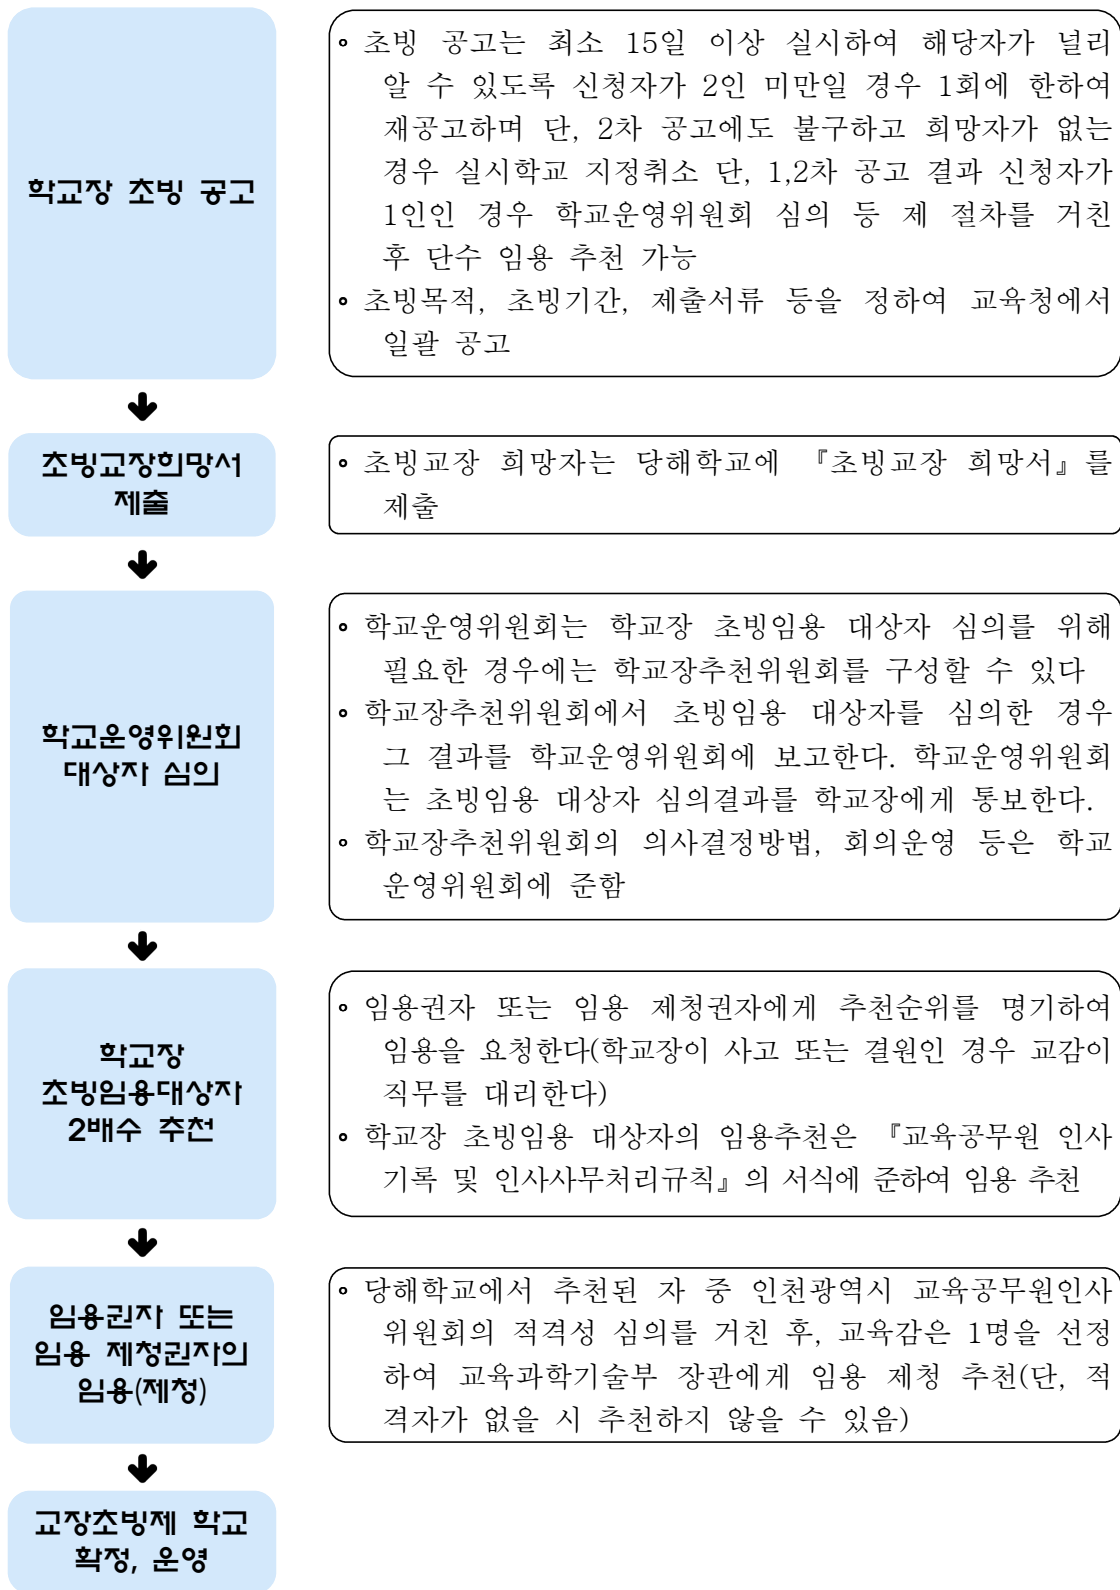 학교장 초빙 공고
∘ 초빙 공고는 최소 15일 이상 실시하여 해당자가 널리
알 수 있도록 신청자가 2인 미만일 경우 1회에 한하여
재공고하며 단, 2차 공고에도 불구하고 희망자가 없는
경우 실시학교 지정취소 단, 1,2차 공고 결과 신청자가
1인인 경우 학교운영위원회 심의 등 제 절차를 거친
후 단수 임용 추천 가능
∘ 초빙목적, 초빙기간, 제출서류 등을 정하여 교육청에서
일괄 공고
초빙교장희망서
제출
∘ 초빙교장 희망자는 당해학교에 『초빙교장 희망서』를
제출
학교운영위원회
대상자 심의
∘ 학교운영위원회는 학교장 초빙임용 대상자 심의를 위해
필요한 경우에는 학교장추천위원회를 구성할 수 있다
∘ 학교장추천위원회에서 초빙임용 대상자를 심의한 경우
그 결과를 학교운영위원회에 보고한다. 학교운영위원회
는 초빙임용 대상자 심의결과를 학교장에게 통보한다.
∘ 학교장추천위원회의 의사결정방법, 회의운영 등은 학교
운영위원회에 준함
학교장
초빙임용대상자
2배수 추천
∘ 임용권자 또는 임용 제청권자에게 추천순위를 명기하여
임용을 요청한다(학교장이 사고 또는 결원인 경우 교감이
직무를 대리한다)
∘ 학교장 초빙임용 대상자의 임용추천은 『교육공무원 인사
기록 및 인사사무처리규칙』의 서식에 준하여 임용 추천
임용권자 또는
임용 제청권자의
임용(제청)
∘ 당해학교에서 추천된 자 중 인천광역시 교육공무원인사
위원회의 적격성 심의를 거친 후, 교육감은 1명을 선정
하여 교육과학기술부 장관에게 임용 제청 추천(단, 적
격자가 없을 시 추천하지 않을 수 있음)
교장초빙제 학교
확정, 운영